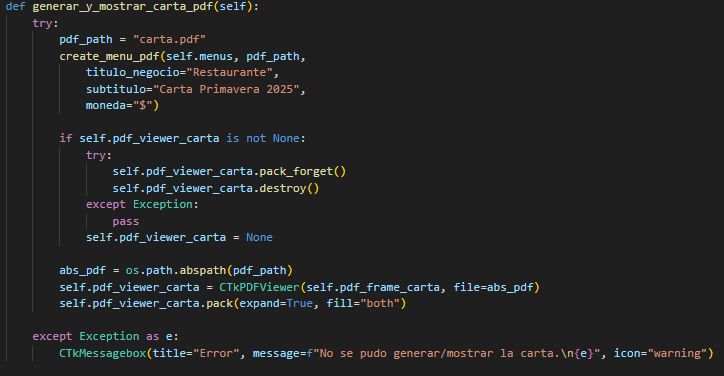 def generar_y_mostrar_carta_pdf(self):
    try:
        pdf_path = "carta.pdf"
        create_menu_pdf(self.menus, pdf_path,
            titulo_negocio="Restaurante",
            subtitulo="Carta Primavera 2025",
            moneda="$")

        if self.pdf_viewer_carta is not None:
            try:
                self.pdf_viewer_carta.pack_forget()
                self.pdf_viewer_carta.destroy()
            except Exception:
                pass
            self.pdf_viewer_carta = None

        abs_pdf = os.path.abspath(pdf_path)
        self.pdf_viewer_carta = CTkPDFViewer(self.pdf_frame_carta, file=abs_pdf)
        self.pdf_viewer_carta.pack(expand=True, fill="both")

    except Exception as e:
        CTkMessagebox(title="Error", message=f"No se pudo generar/mostrar la carta.\n{e}", icon="warning")